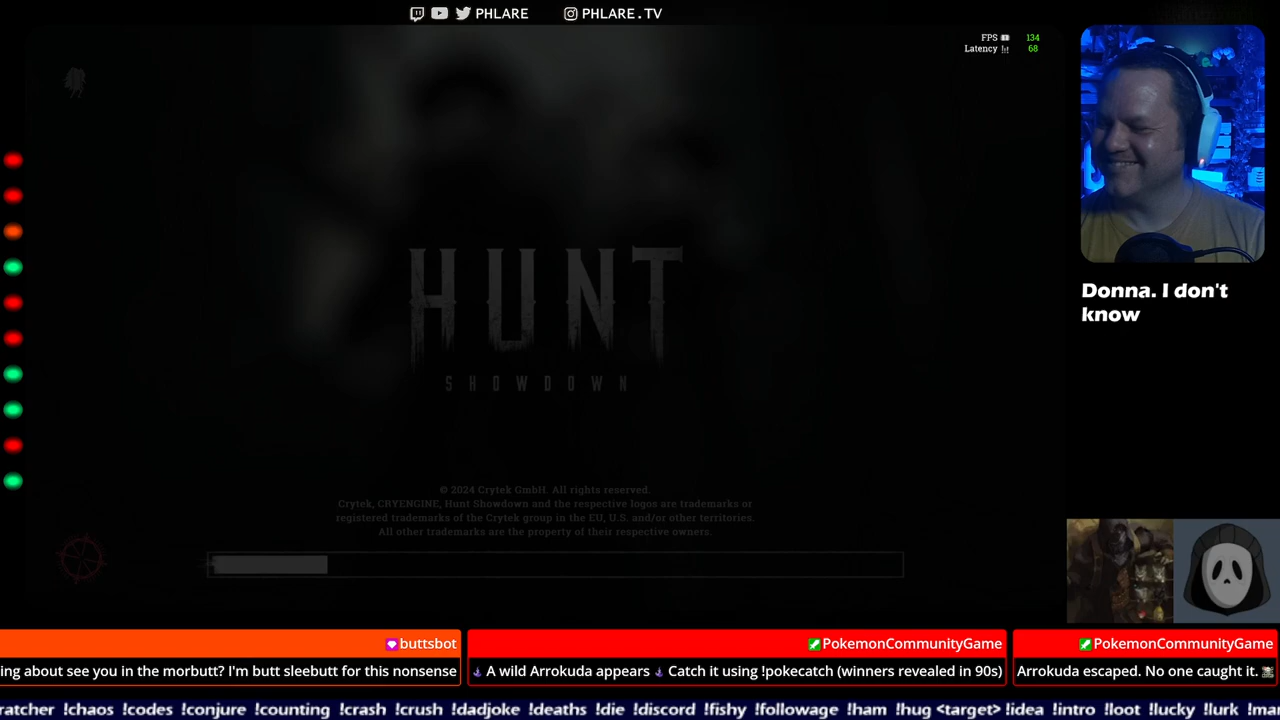 PHLARE PHLARE.TV
FPS 134
Latency 68
HUNT
SHOWDOWN
Donna. I don't
know
© 2024 Crytek GmbH. All rights reserved.
Crytek, CRYENGINE, Hunt Showdown and the respective logos are trademarks or
registered trademarks of the Crytek group in the EU, U.S. and/or other territories.
All other trademarks are the property of their respective owners.
buttsbot
ing about see you in the morbutt? I'm butt sleebutt for this nonsense
PokemonCommunityGame
A wild Arrokuda appears Catch it using !pokecatch (winners revealed in 90s)
PokemonCommunityGame
Arrokuda escaped. No one caught it.
ratcher !chaos !codes !conjure !counting !crash !crush !dadjoke !deaths !die !discord !fishy !followage !ham !hug <target> !idea !intro !loot !lucky !lurk !mar